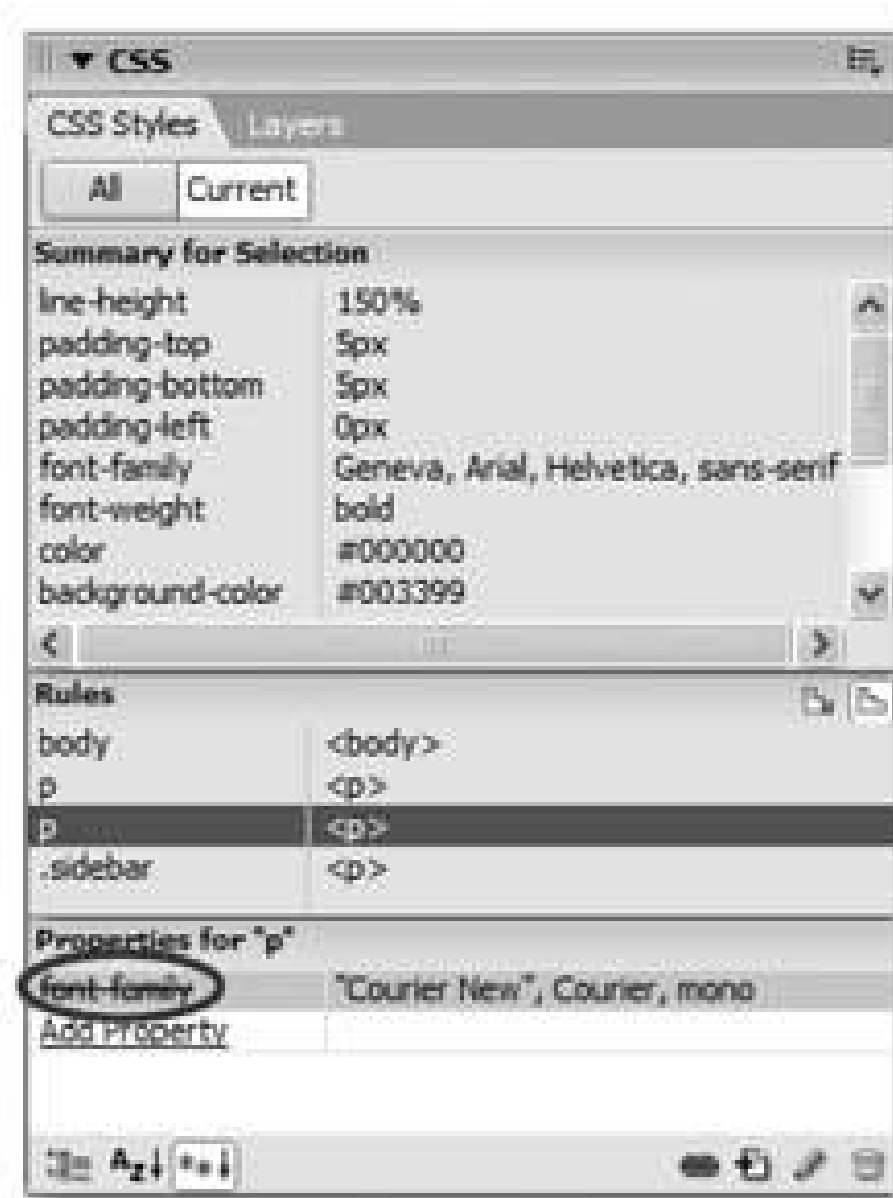 CSS
CSS Styles Layers
All Current
Summary for Selection
line-height 150%
padding-top 5px
padding-bottom 5px
padding-left 0px
font-family Geneva, Arial, Helvetica, sans-serif
font-weight bold
color #000000
background-color #003399
Rules
body <body>
p <p>
p <p>
.sidebar <p>
Properties for "p"
font-family "Courier New", Courier, mono
Add Property
Az